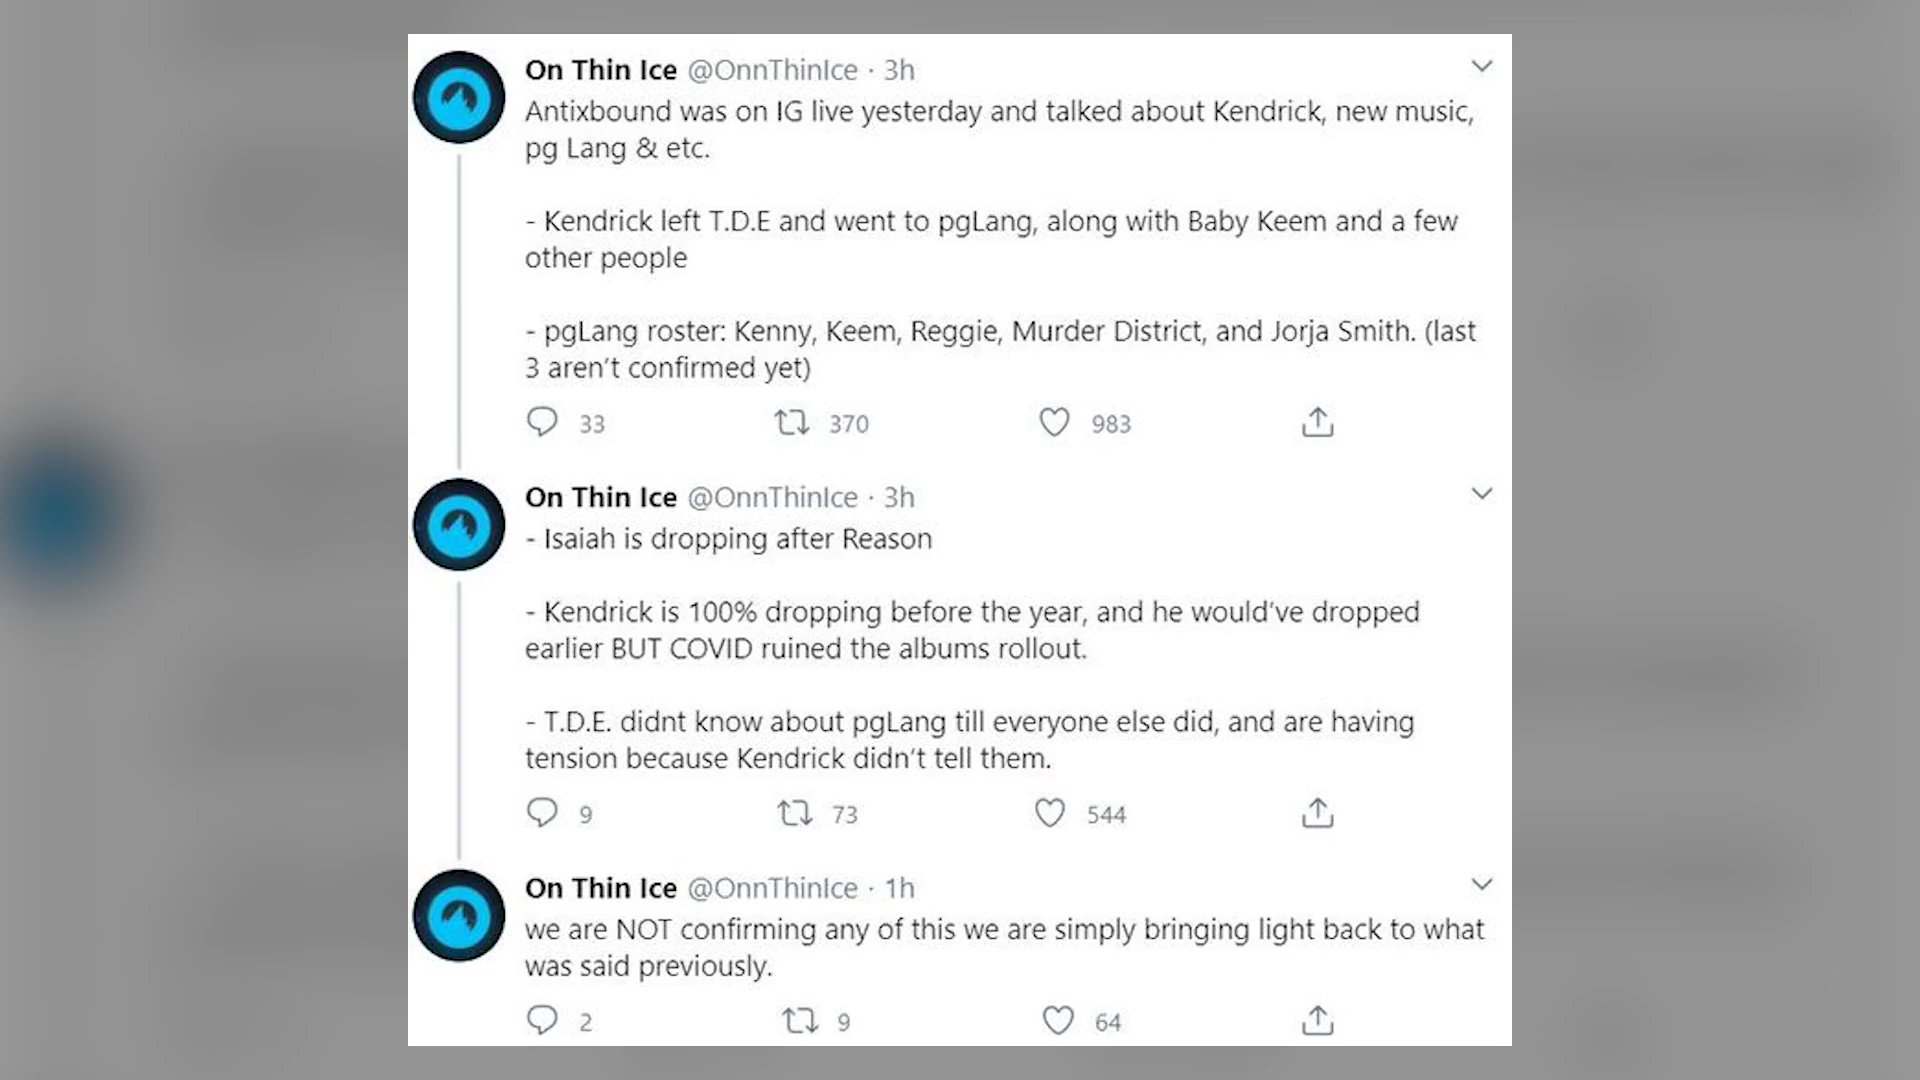 On Thin Ice @OnnThinIce · 3h
Antixbound was on IG live yesterday and talked about Kendrick, new music,
pg Lang & etc.
- Kendrick left T.D.E and went to pgLang, along with Baby Keem and a few
other people
- pgLang roster: Kenny, Keem, Reggie, Murder District, and Jorja Smith. (last
3 aren't confirmed yet)
33 370 983
On Thin Ice @OnnThinIce · 3h
- Isaiah is dropping after Reason
- Kendrick is 100% dropping before the year, and he would've dropped
earlier BUT COVID ruined the albums rollout.
- T.D.E. didnt know about pgLang till everyone else did, and are having
tension because Kendrick didn't tell them.
9 73 544
On Thin Ice @OnnThinIce · 1h
we are NOT confirming any of this we are simply bringing light back to what
was said previously.
2 9 64